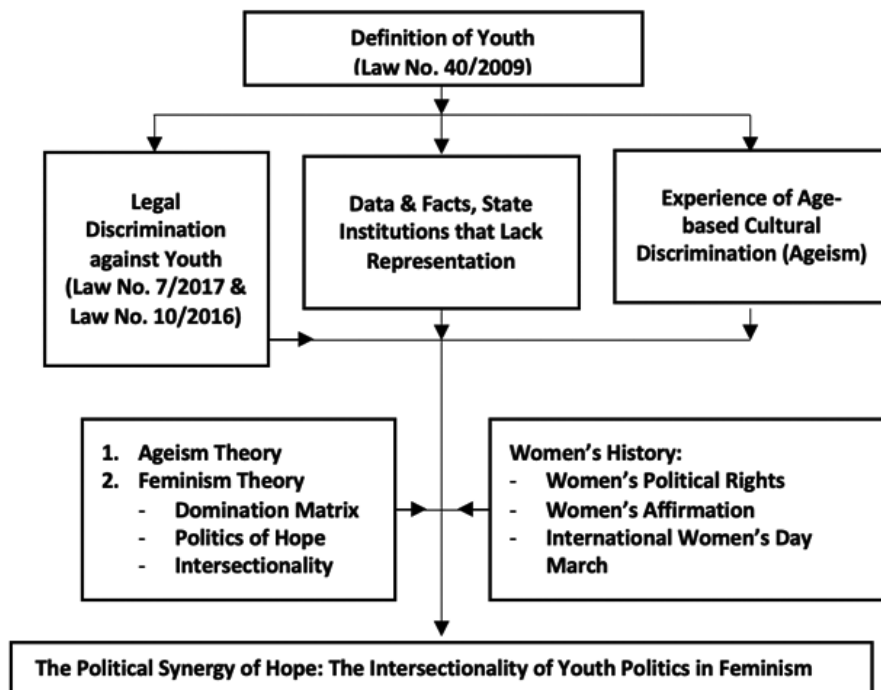 Definition of Youth
(Law No. 40/2009)
Legal
Discrimination
against Youth
(Law No. 7/2017 &
Law No. 10/2016)
Data & Facts, State
Institutions that Lack
Representation
Experience of Age-
based Cultural
Discrimination (Ageism)
1. Ageism Theory
2. Feminism Theory
- Domination Matrix
- Politics of Hope
- Intersectionality
Women’s History:
- Women’s Political Rights
- Women’s Affirmation
- International Women’s Day
March
The Political Synergy of Hope: The Intersectionality of Youth Politics in Feminism